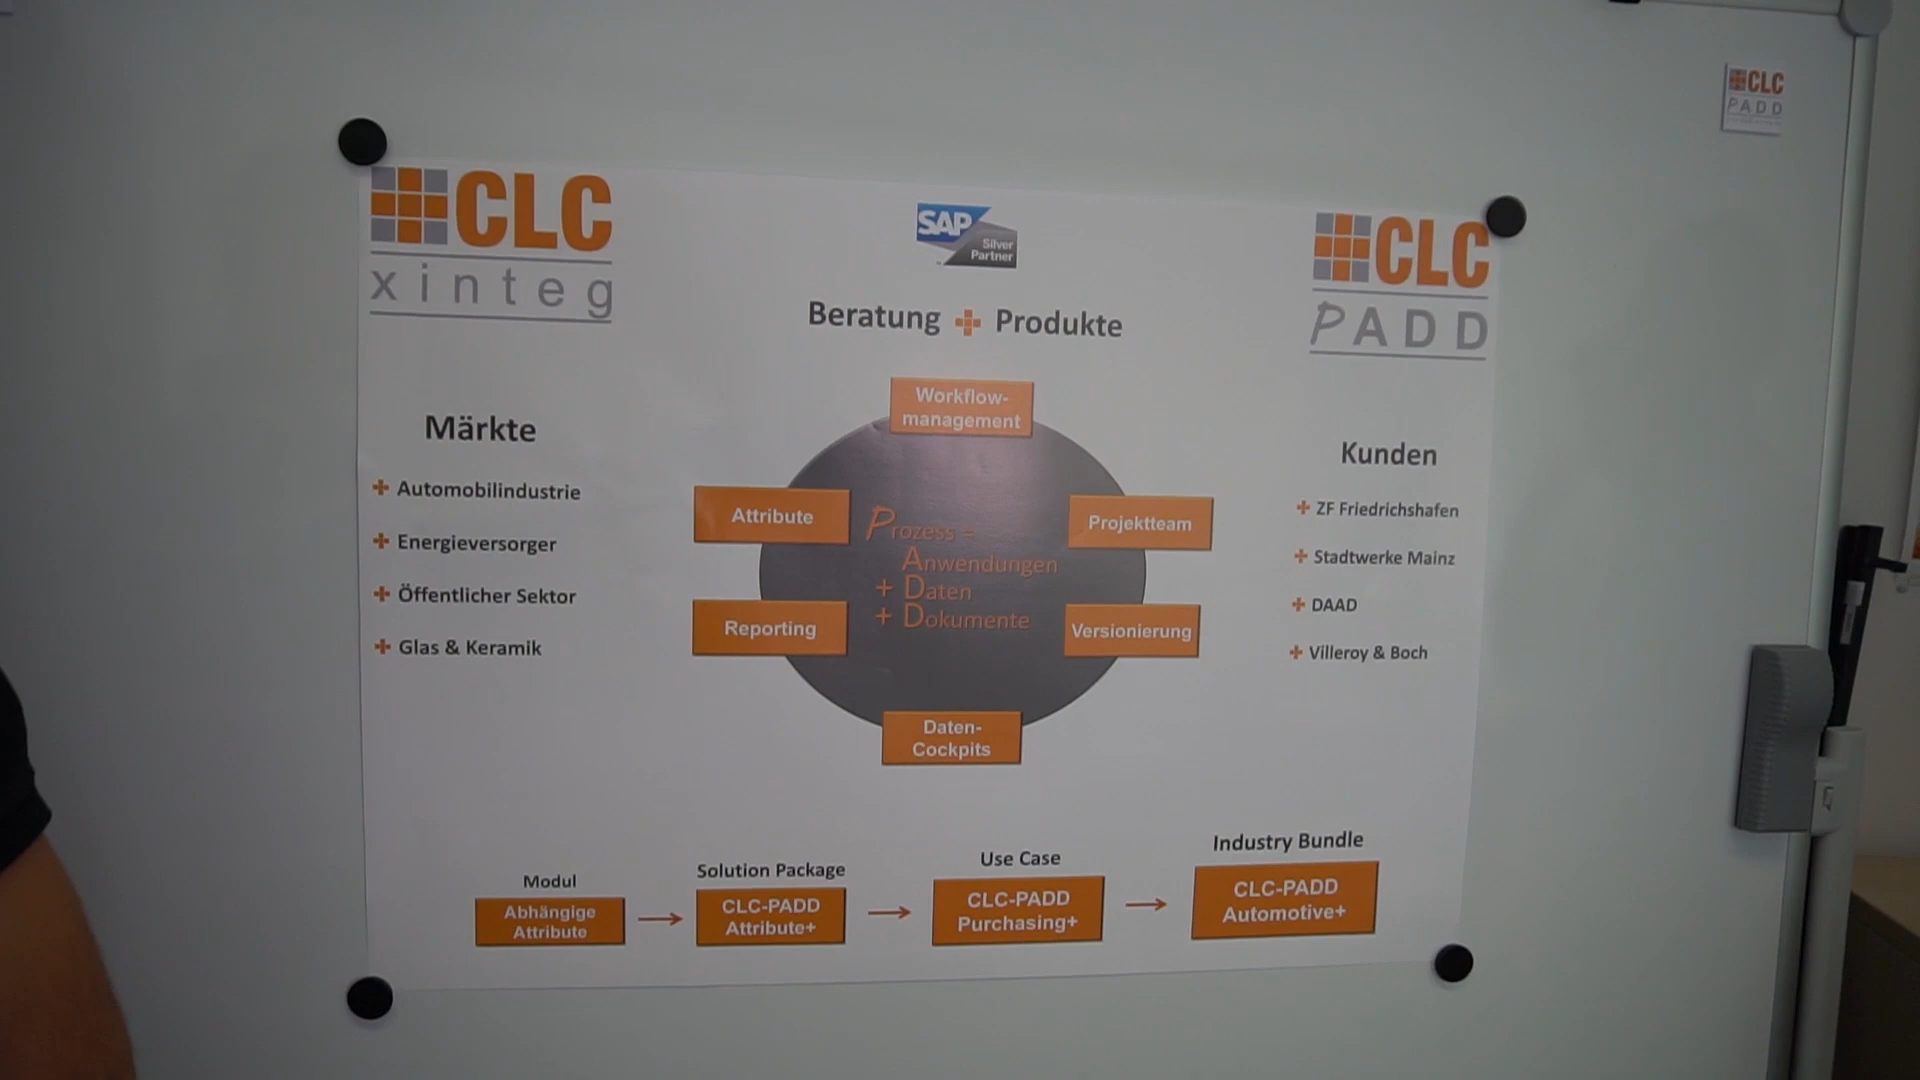 CLC
PADD
CLC
xinteg
SAP
Silver
Partner
CLC
PADD
Beratung + Produkte
Märkte
+ Automobilindustrie
+ Energieversorger
+ Öffentlicher Sektor
+ Glas & Keramik
Workflow-
management
Attribute
Projektteam
Reporting
Versionierung
Daten-
Cockpits
Prozess =
Anwendungen
+ Daten
+ Dokumente
Kunden
+ ZF Friedrichshafen
+ Stadtwerke Mainz
+ DAAD
+ Villeroy & Boch
Modul
Abhängige
Attribute
Solution Package
CLC-PADD
Attribute+
Use Case
CLC-PADD
Purchasing+
Industry Bundle
CLC-PADD
Automotive+